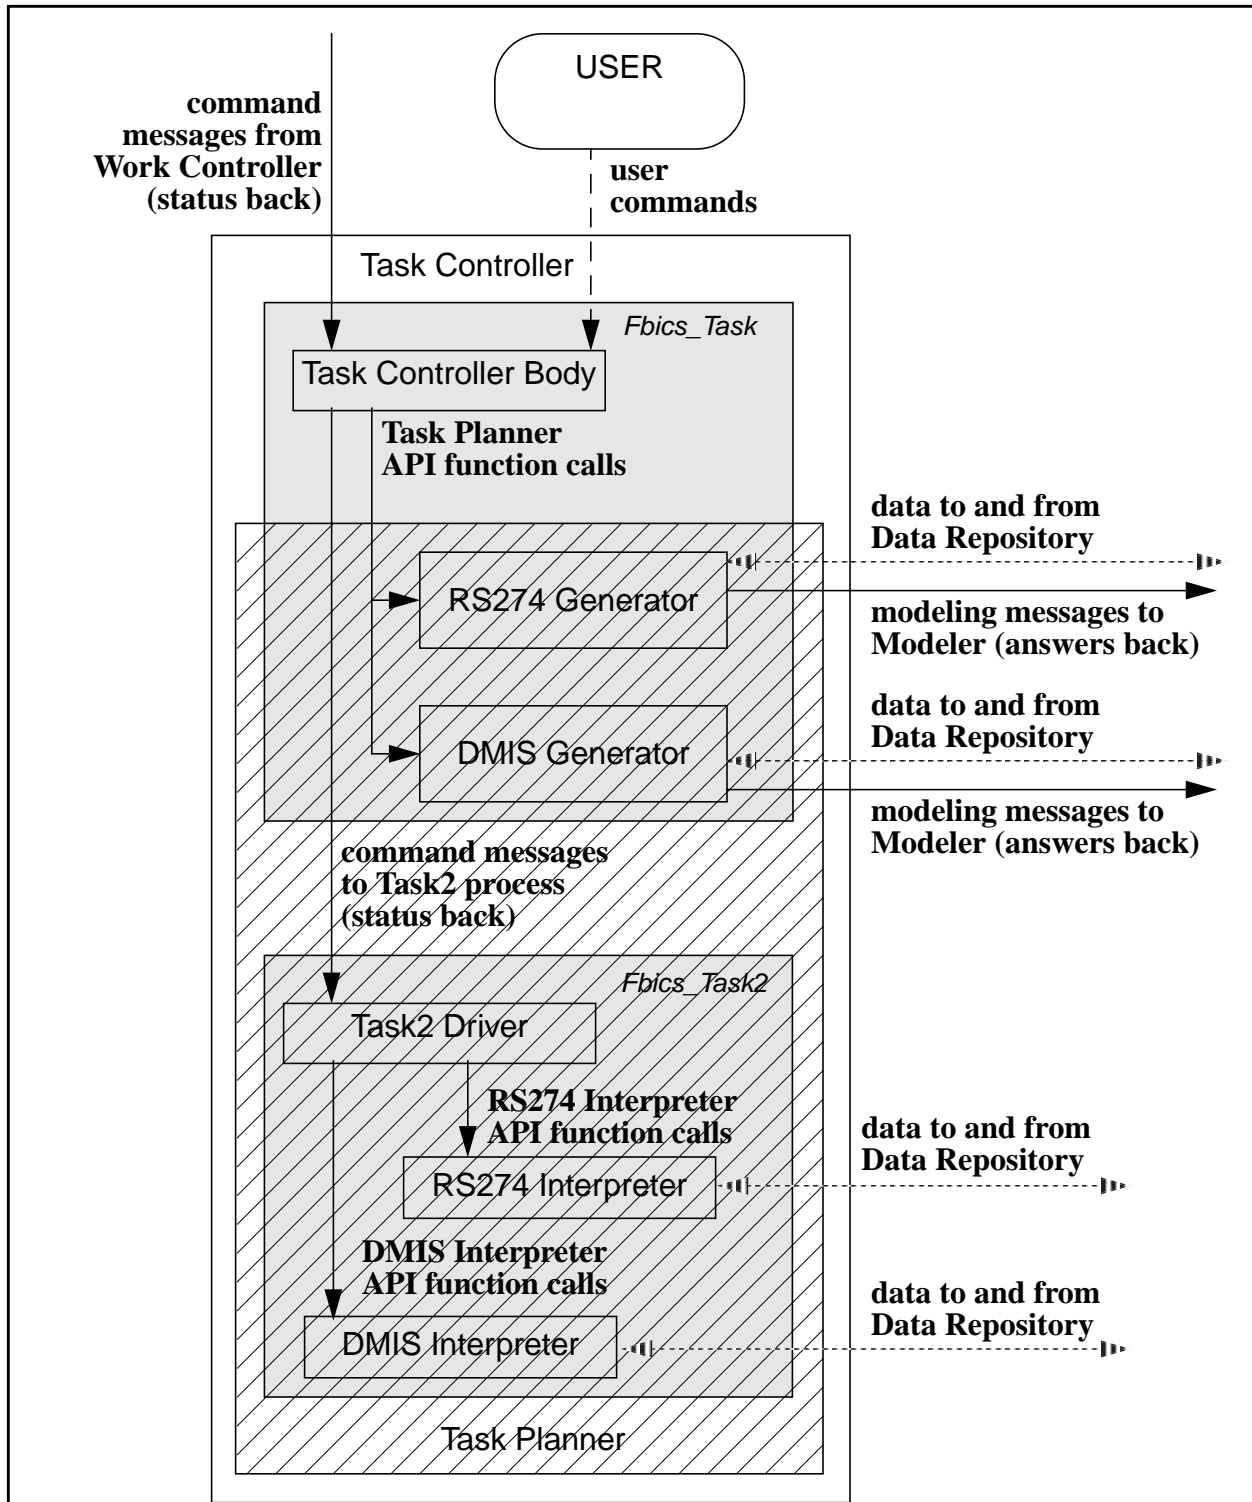 USER
command
messages from
Work Controller
(status back)
user
commands
Task Controller
Fbics_Task
Task Controller Body
Task Planner
API function calls
data to and from
Data Repository
RS274 Generator
modeling messages to
Modeler (answers back)
data to and from
Data Repository
DMIS Generator
modeling messages to
Modeler (answers back)
command messages
to Task2 process
(status back)
Fbics_Task2
Task2 Driver
RS274 Interpreter
API function calls
data to and from
Data Repository
RS274 Interpreter
DMIS Interpreter
API function calls
data to and from
Data Repository
DMIS Interpreter
Task Planner